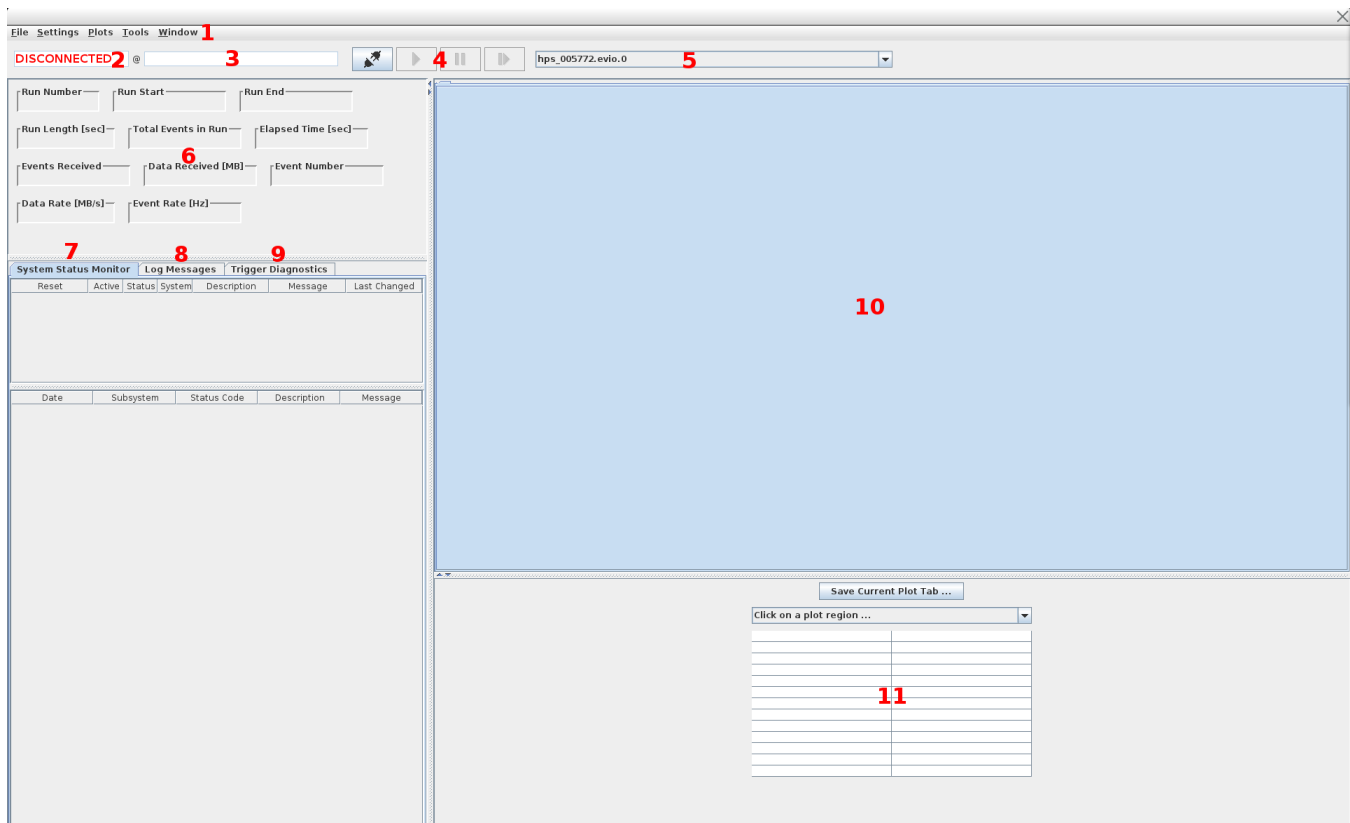 File Settings Plots Tools Window 1
DISCONNECTED 2 @ 3 4 hps_005772.evio.0 5
Run Number Run Start Run End
Run Length [sec] Total Events in Run Elapsed Time [sec]
6
Events Received Data Received [MB] Event Number
Data Rate [MB/s] Event Rate [Hz]
7 8 9
System Status Monitor Log Messages Trigger Diagnostics
Reset Active Status System Description Message Last Changed
10
Date Subsystem Status Code Description Message
Save Current Plot Tab ...
Click on a plot region ...
11